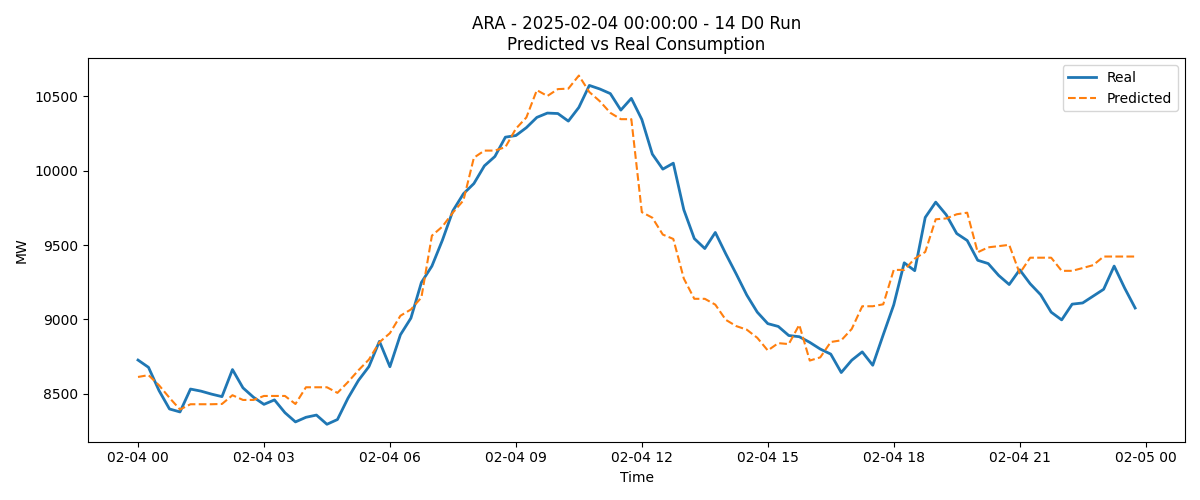 ARA - 2025-02-04 00:00:00 - 14 D0 Run
Predicted vs Real Consumption
Real
Predicted
MW
10500
10000
9500
9000
8500
02-04 00
02-04 03
02-04 06
02-04 09
02-04 12
02-04 15
02-04 18
02-04 21
02-05 00
Time